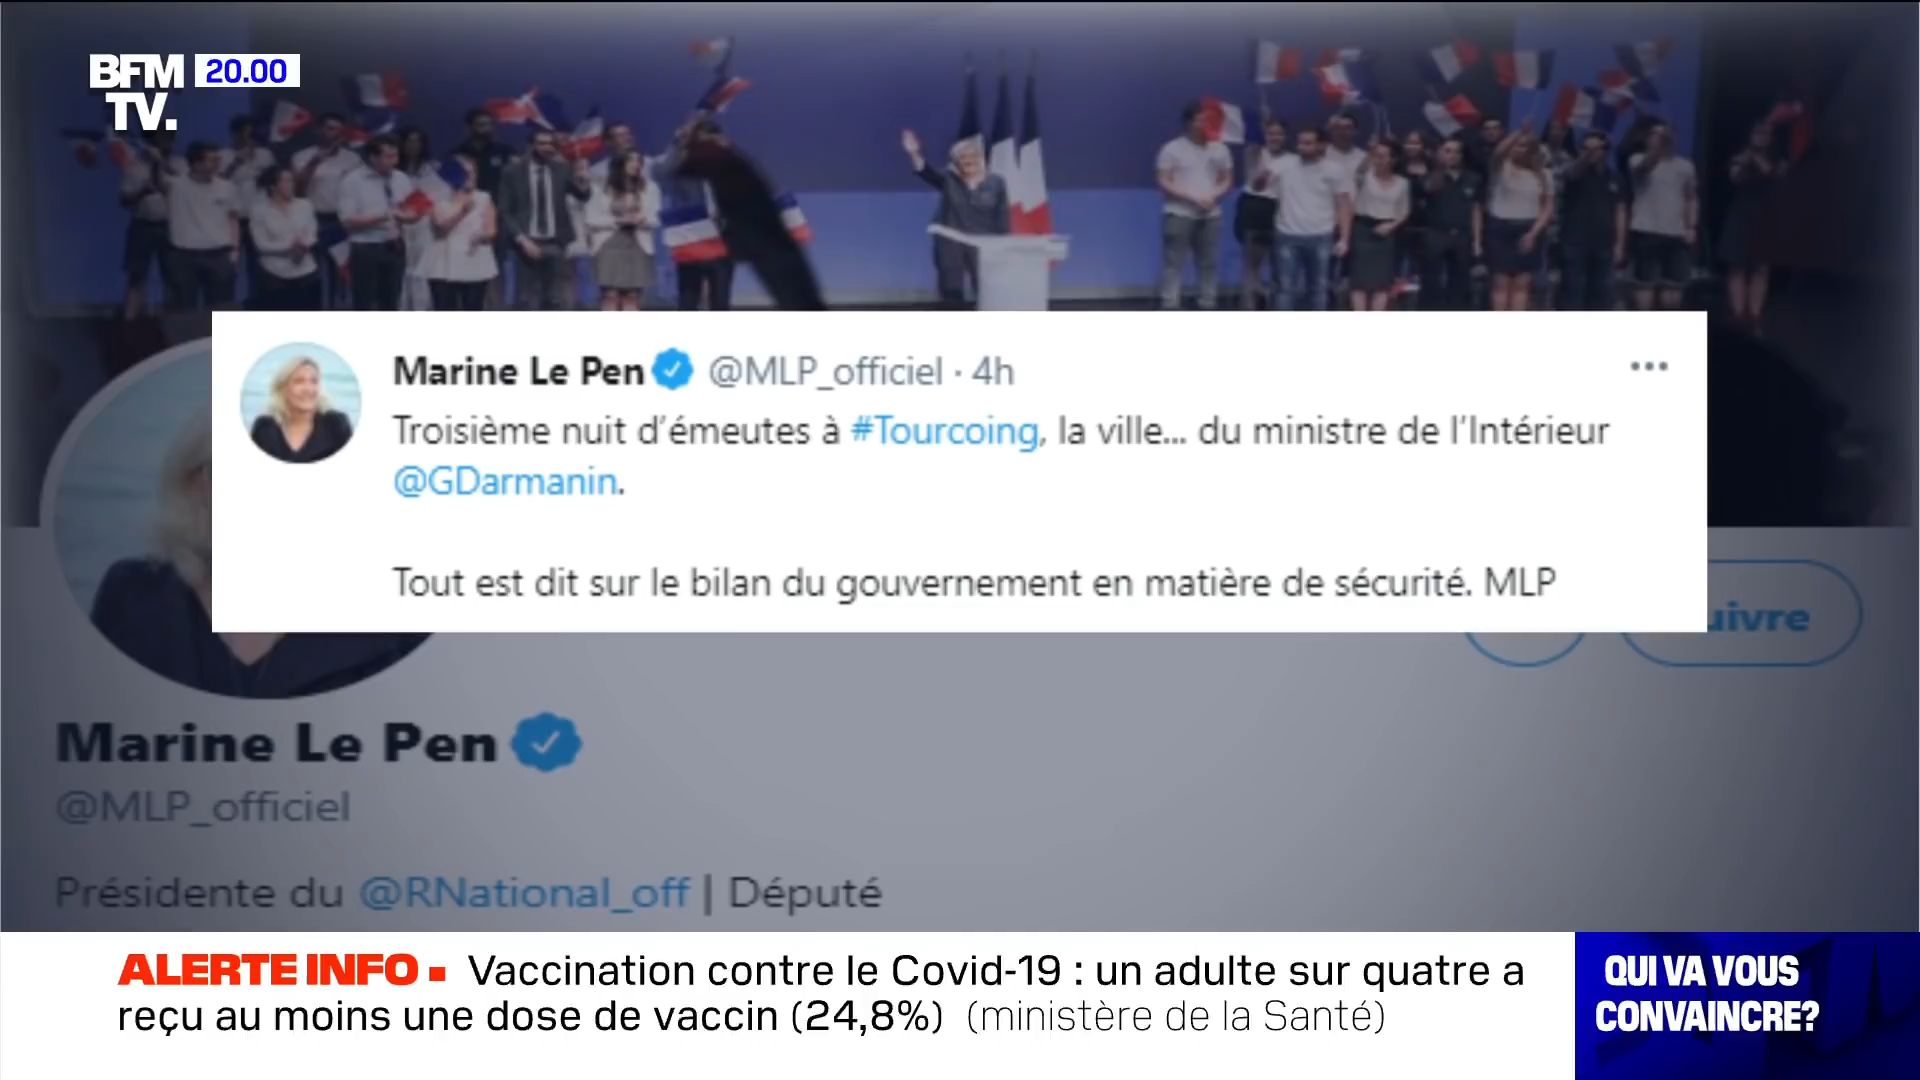 BFM
TV.
20.00
Marine Le Pen @MLP_officiel · 4h
Troisième nuit d’émeutes à #Tourcoing, la ville... du ministre de l’Intérieur
@GDarmanin.
Tout est dit sur le bilan du gouvernement en matière de sécurité. MLP
uivre
Marine Le Pen
@MLP_officiel
Présidente du @RNational_off | Député
ALERTE INFO Vaccination contre le Covid-19 : un adulte sur quatre a
reçu au moins une dose de vaccin (24,8%) (ministère de la Santé)
QUI VA VOUS
CONVAINCRE?